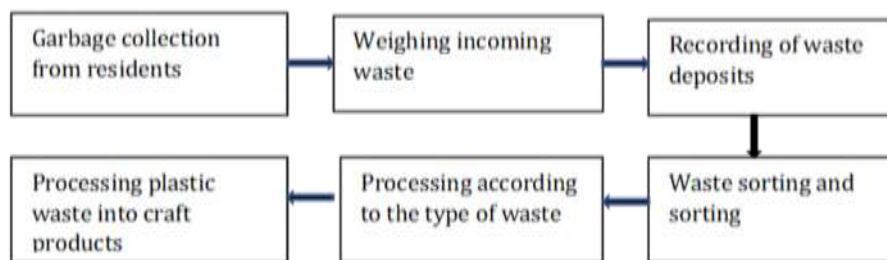 Garbage collection
from residents
Weighing incoming
waste
Recording of waste
deposits
Waste sorting and
sorting
Processing according
to the type of waste
Processing plastic
waste into craft
products